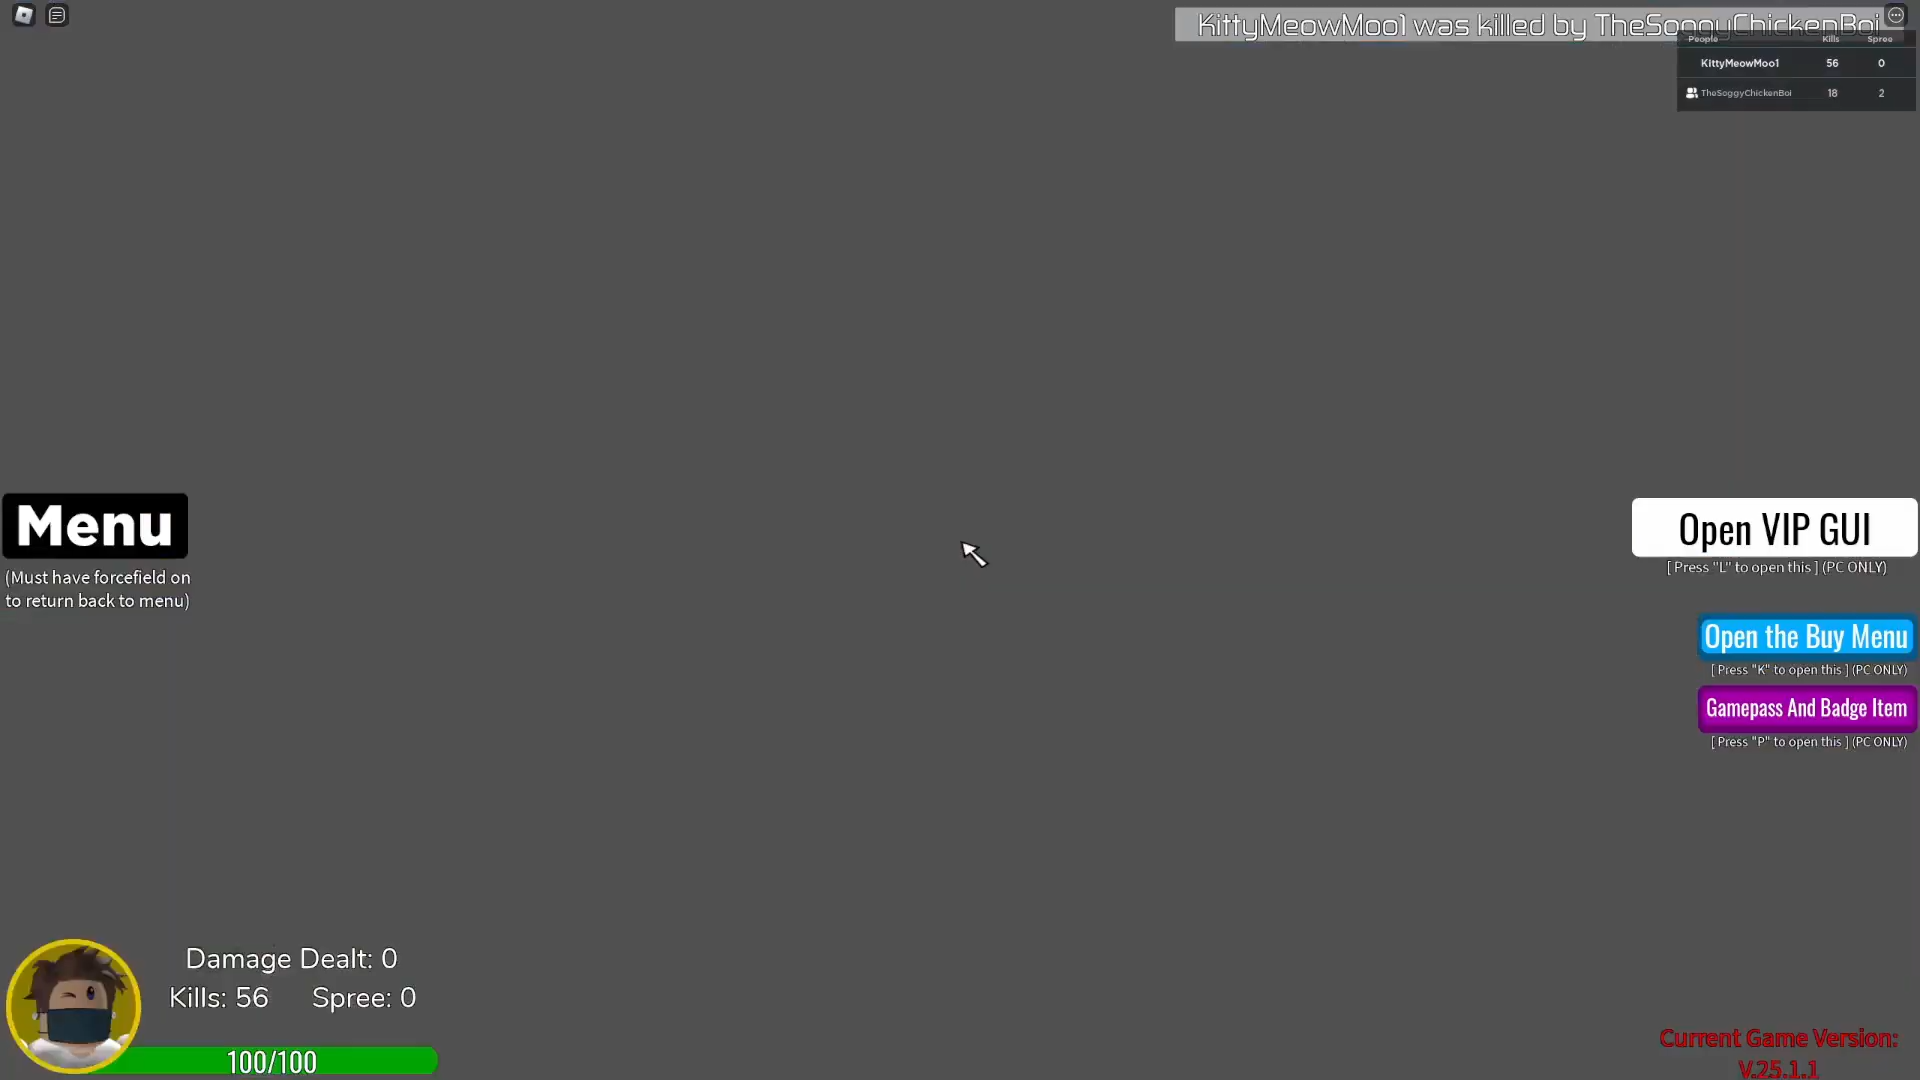 KittyMeowMoo1 was killed by TheSoggyChickenBoi
People Kills Spree
KittyMeowMoo1 56 0
TheSoggyChickenBoi 18 2
Menu
(Must have forcefield on
to return back to menu)
Open VIP GUI
[ Press "L" to open this ] (PC ONLY)
Open the Buy Menu
[ Press "K" to open this ] (PC ONLY)
Gamepass And Badge Item
[ Press "P" to open this ] (PC ONLY)
Damage Dealt: 0
Kills: 56 Spree: 0
100/100
Current Game Version:
V.25.1.1